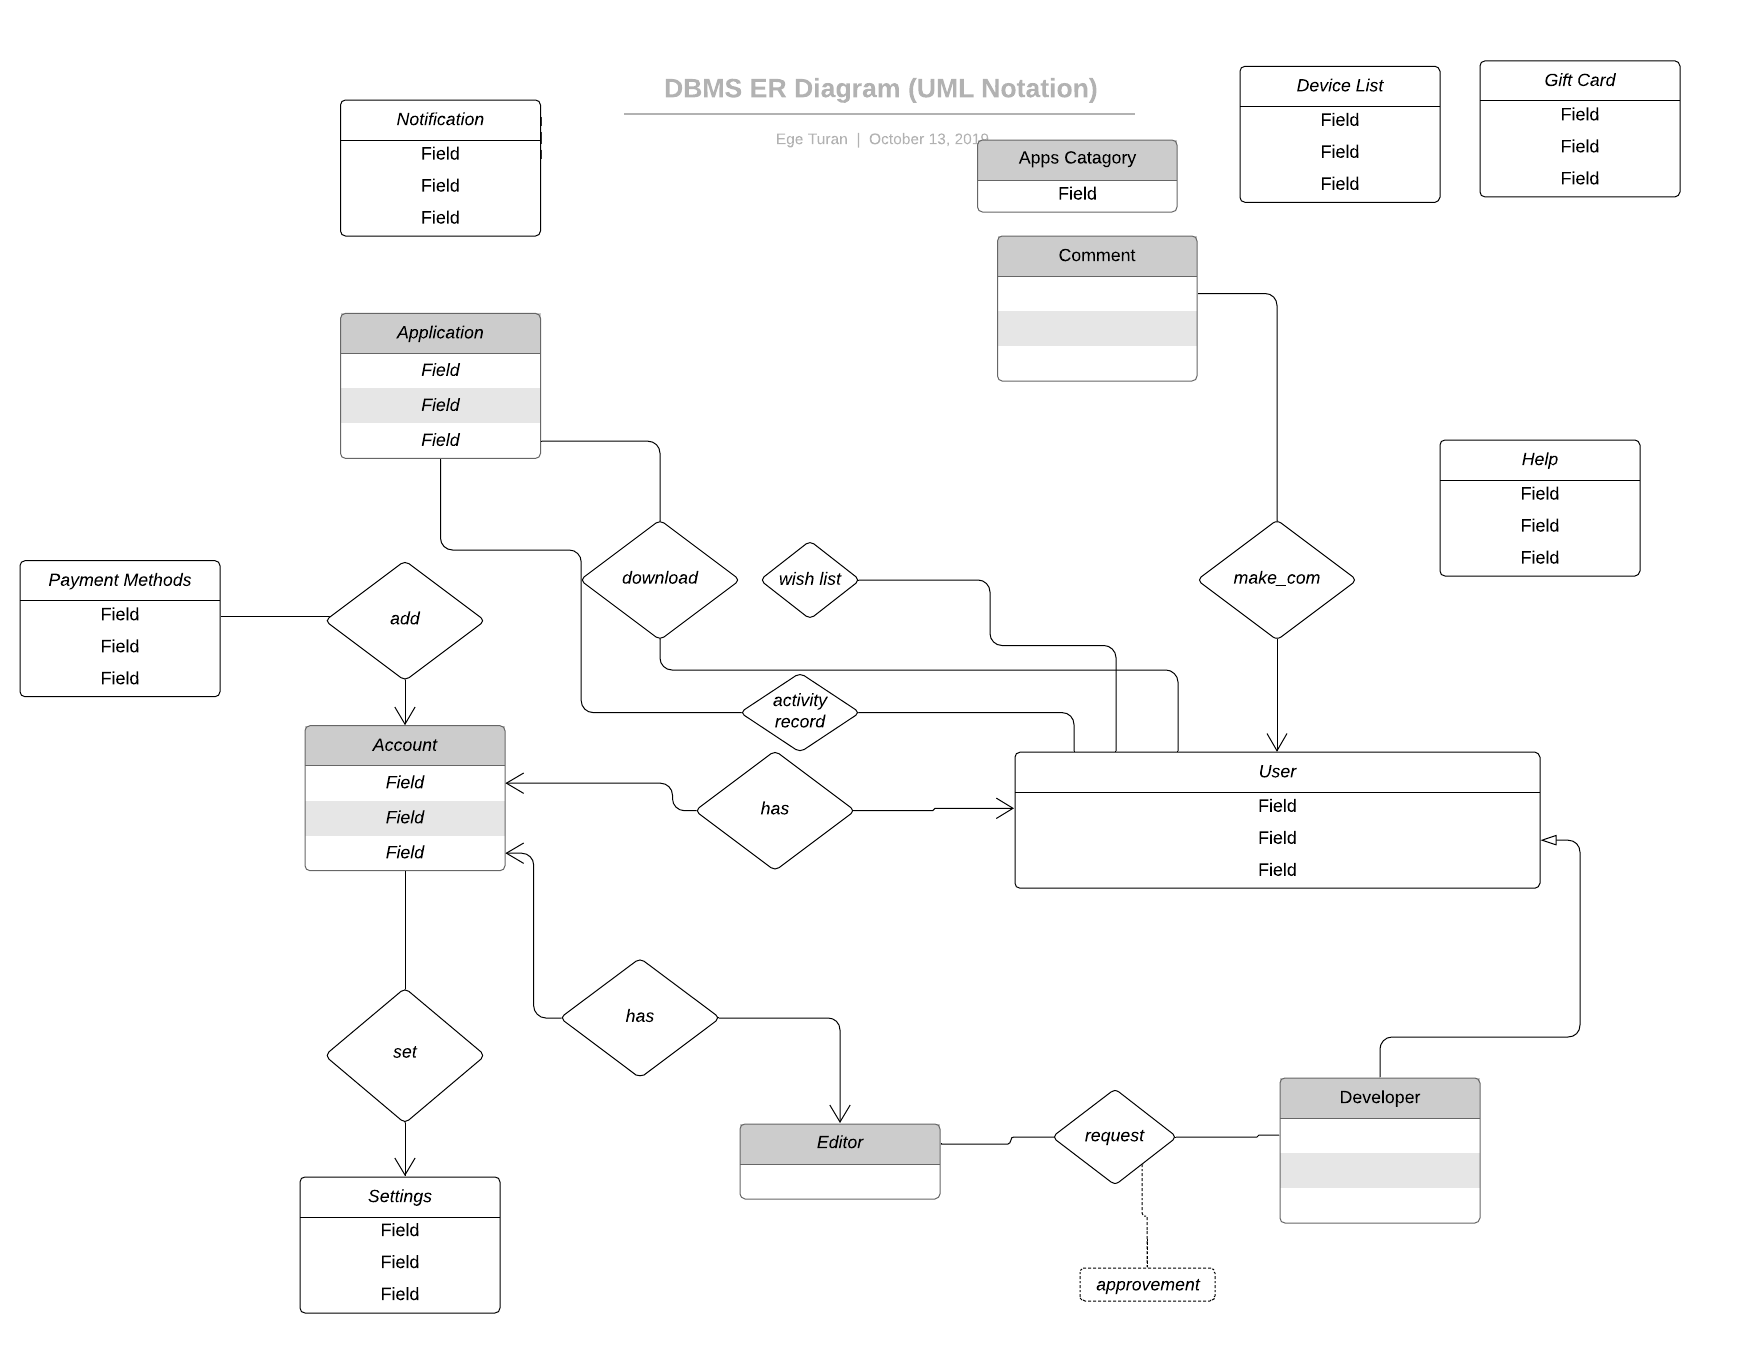 DBMS ER Diagram (UML Notation)
Ege Turan | October 13, 2019
Notification
Field
Field
Field
Apps Catagory
Field
Device List
Field
Field
Field
Gift Card
Field
Field
Field
Comment
Application
Field
Field
Field
Help
Field
Field
Field
Payment Methods
Field
Field
Field
add
download
wish list
make_com
activity
record
Account
Field
Field
Field
has
User
Field
Field
Field
set
has
Editor
request
Developer
Settings
Field
Field
Field
approvement